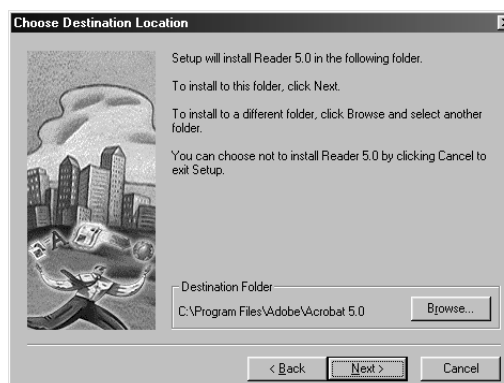 Choose Destination Location
Setup will install Reader 5.0 in the following folder.
To install to this folder, click Next.
To install to a different folder, click Browse and select another
folder.
You can choose not to install Reader 5.0 by clicking Cancel to
exit Setup.
A
Destination Folder
C:\Program Files\Adobe\Acrobat 5.0
Browse...
< Back
Next >
Cancel